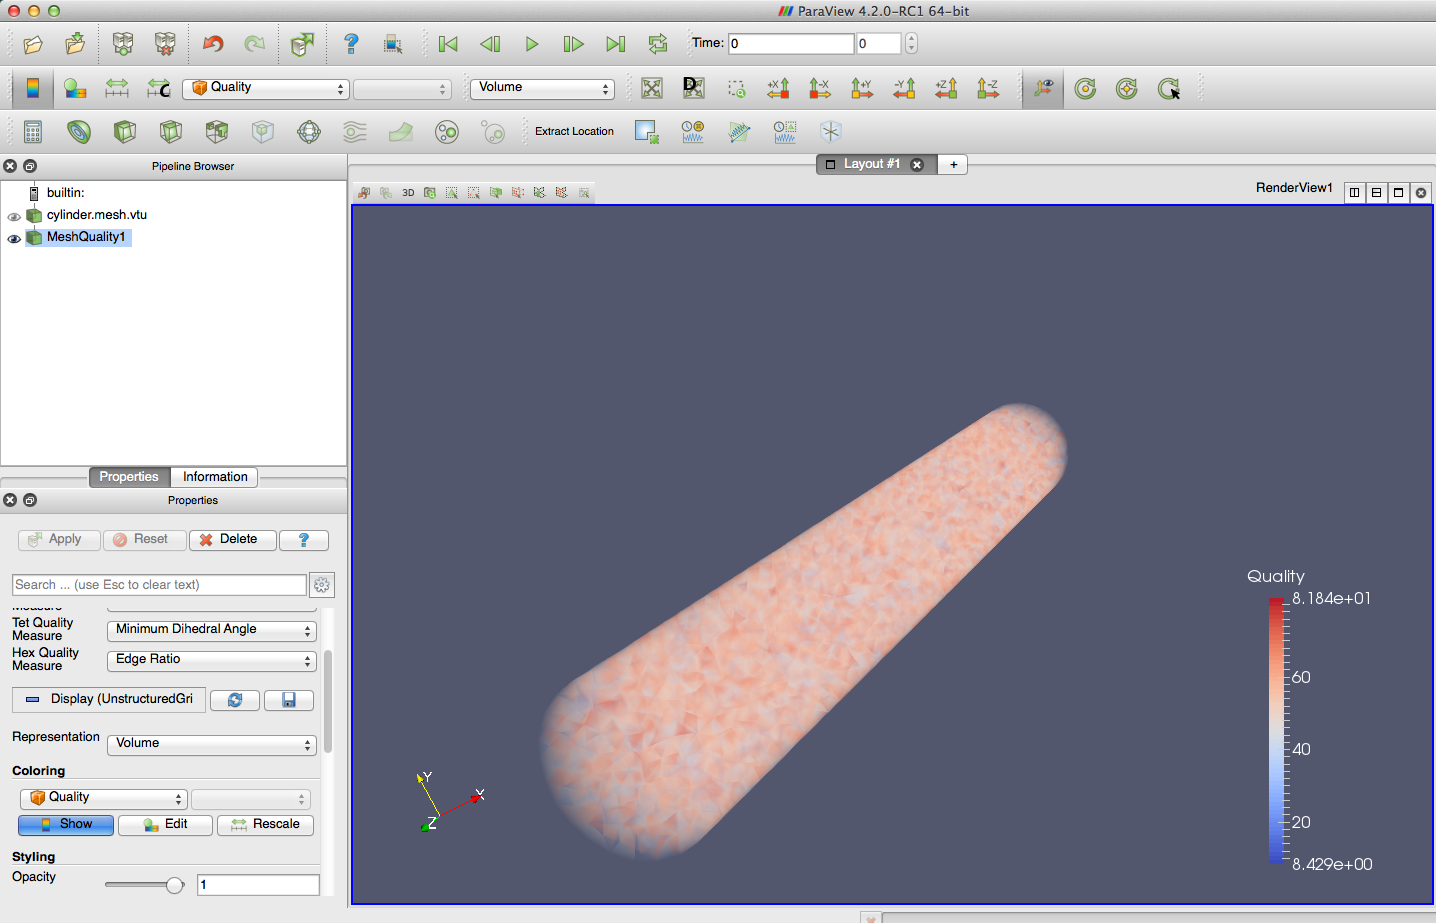 ParaView 4.2.0-RC1 64-bit
? Time: 0 0
Quality Volume D +X -X +Y -Y +Z -Z
Extract Location
Pipeline Browser
Layout #1 +
builtin:
3D RenderView1
cylinder.mesh.vtu
MeshQuality1
Properties Information
Properties
Apply Reset Delete ?
Search ... (use Esc to clear text)
Measure
Tet Quality
Measure
Minimum Dihedral Angle
Hex Quality
Measure
Edge Ratio
Display (UnstructuredGri
Representation Volume
Coloring
Quality
Show Edit Rescale
Styling
Opacity 1
Y
X
Z
Quality
8.184e+01
60
40
20
8.429e+00